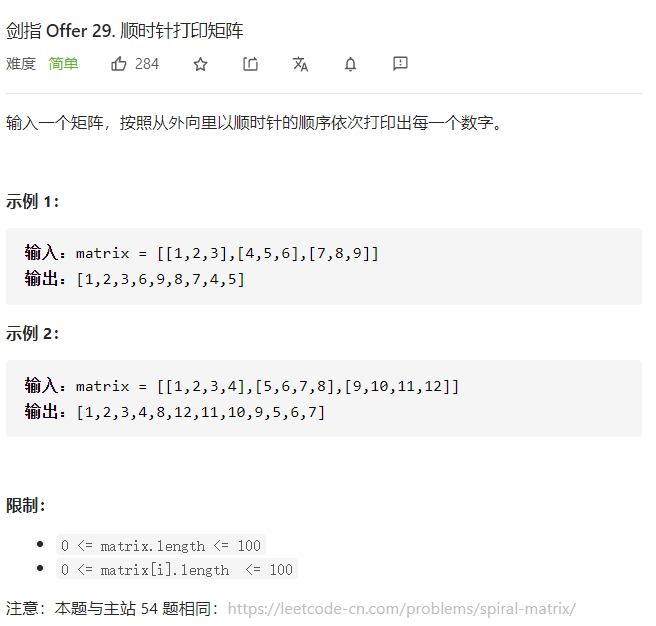 剑指 Offer 29. 顺时针打印矩阵
难度 简单 284
输入一个矩阵，按照从外向里以顺时针的顺序依次打印出每一个数字。
示例 1：
输入：matrix = [[1,2,3],[4,5,6],[7,8,9]]
输出：[1,2,3,6,9,8,7,4,5]
示例 2：
输入：matrix = [[1,2,3,4],[5,6,7,8],[9,10,11,12]]
输出：[1,2,3,4,8,12,11,10,9,5,6,7]
限制：
0 <= matrix.length <= 100
0 <= matrix[i].length <= 100
注意：本题与主站 54 题相同：https://leetcode-cn.com/problems/spiral-matrix/